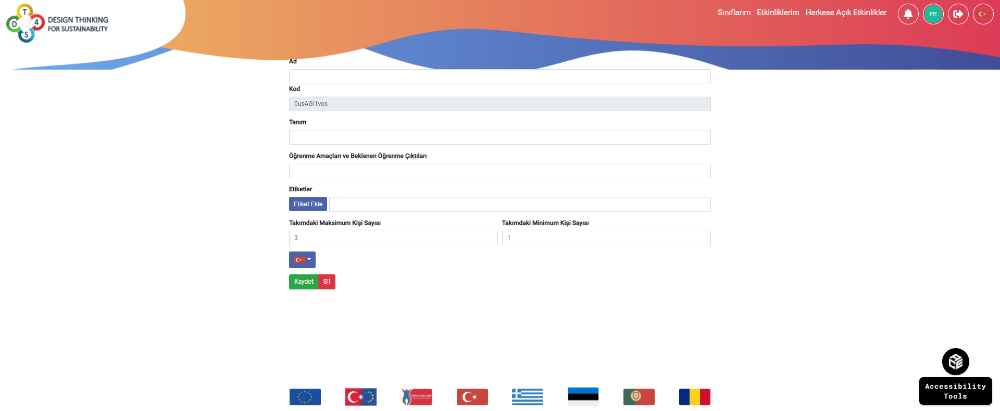 T
D 4
S
DESIGN THINKING
FOR SUSTAINABILITY
Sınıflarım Etkinliklerim Herkese Açık Etkinlikler
FE
Ad
Kod
0usAGi1vos
Tanım
Öğrenme Amaçları ve Beklenen Öğrenme Çıktıları
Etiketler
Etiket Ekle
Takımdaki Maksimum Kişi Sayısı Takımdaki Minimum Kişi Sayısı
3 1
Kaydet Sil
ACE
Accessibility
Tools